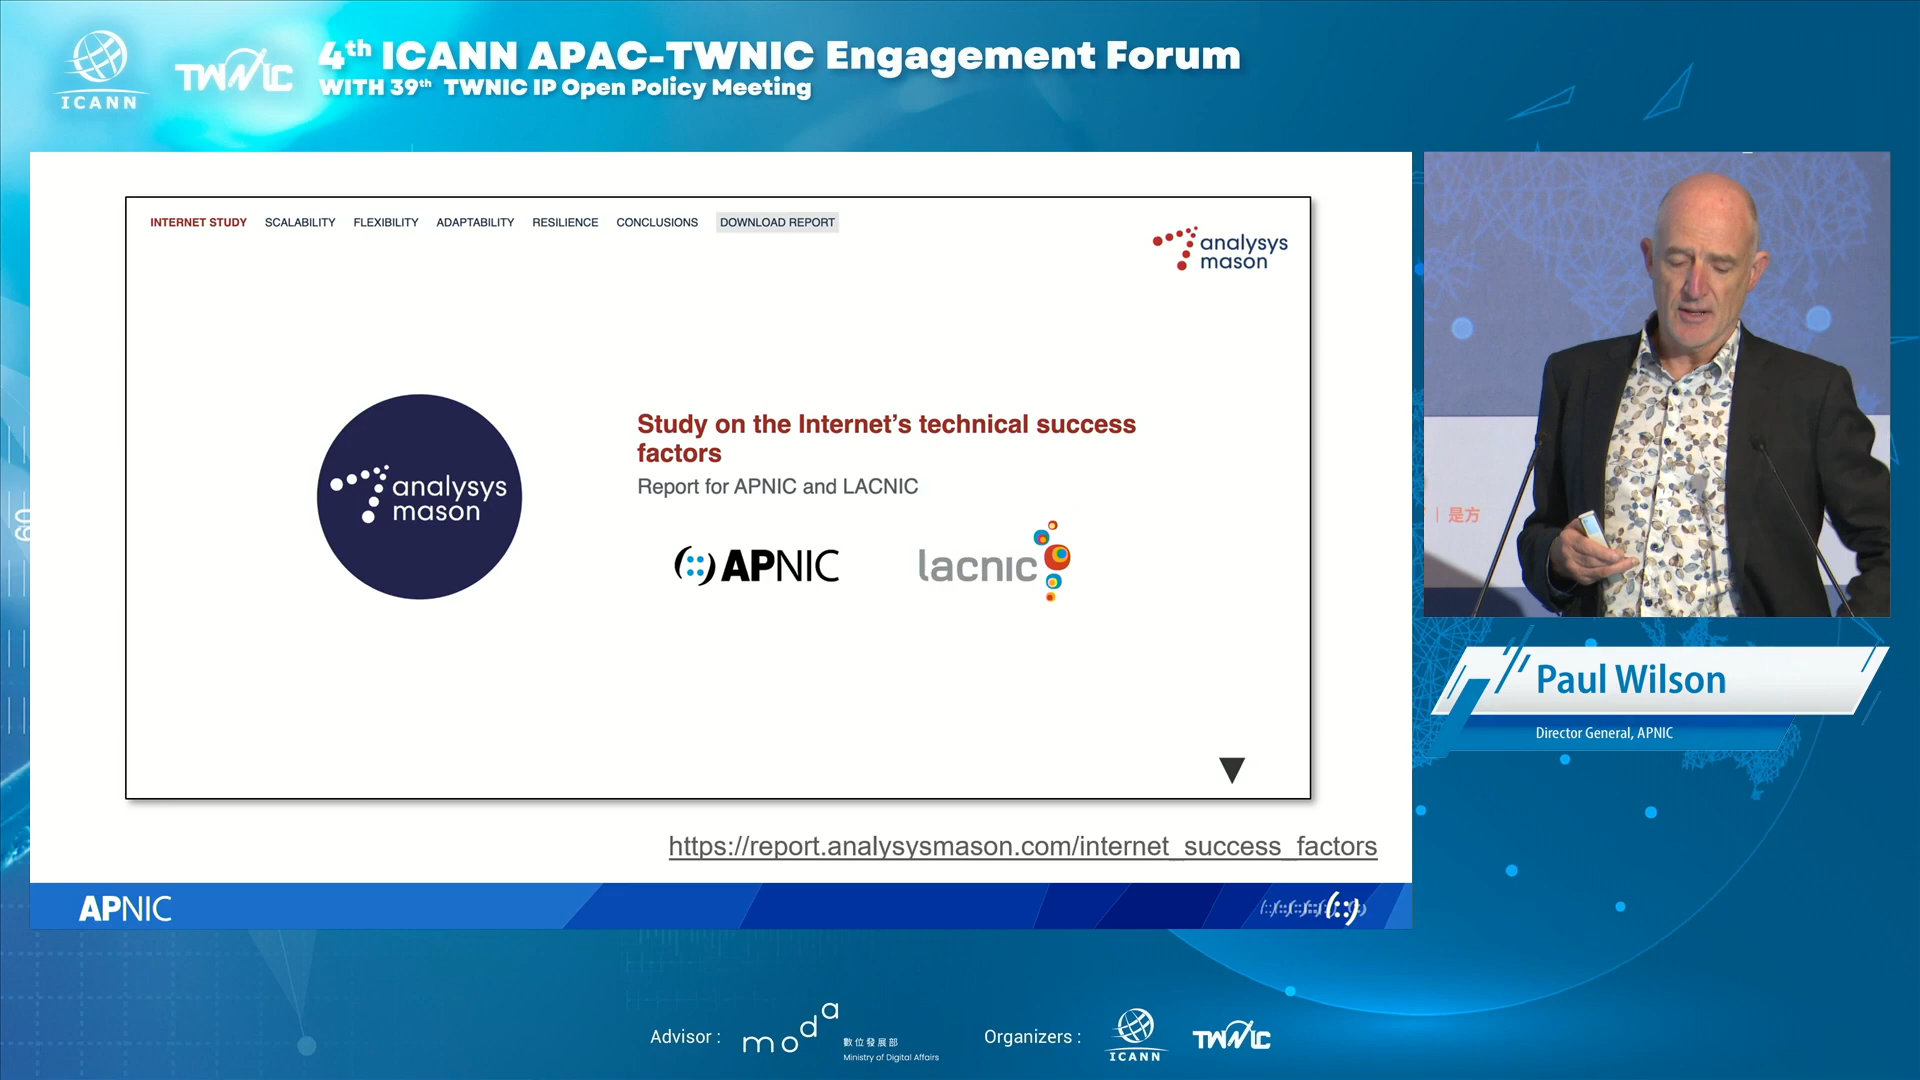 ICANN
TWNIC
4th ICANN APAC-TWNIC Engagement Forum
WITH 39th TWNIC IP Open Policy Meeting
INTERNET STUDY SCALABILITY FLEXIBILITY ADAPTABILITY RESILIENCE CONCLUSIONS DOWNLOAD REPORT
analysys
mason
analysys
mason
Study on the Internet's technical success
factors
Report for APNIC and LACNIC
APNIC
lacnic
https://report.analysysmason.com/internet_success_factors
APNIC
是方
Paul Wilson
Director General, APNIC
Advisor :
moda
數位發展部
Ministry of Digital Affairs
Organizers :
ICANN
TWNIC